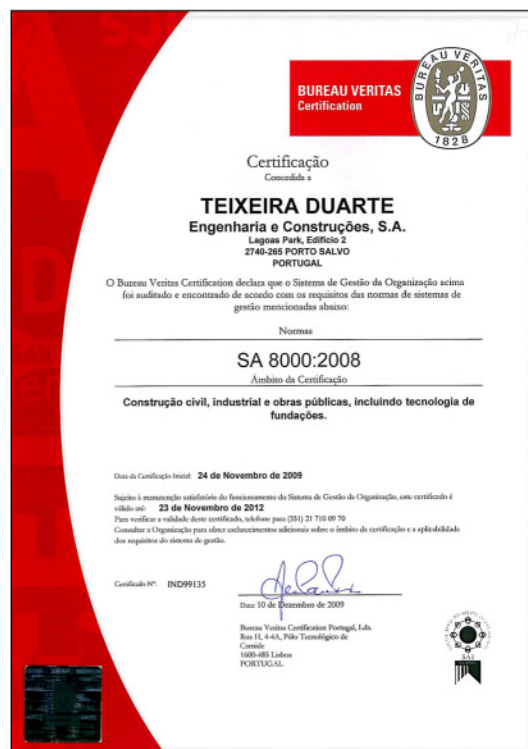 BUREAU VERITAS
Certification
BUREAU VERITAS
1828
Certificação
Concedida a
TEIXEIRA DUARTE
Engenharia e Construções, S.A.
Lagoas Park, Edifício 2
2740-265 PORTO SALVO
PORTUGAL
O Bureau Veritas Certification declara que o Sistema de Gestão da Organização acima
foi auditado e encontrado de acordo com os requisitos das normas de sistemas de
gestão mencionadas abaixo:
Normas
SA 8000:2008
Âmbito da Certificação
Construção civil, industrial e obras públicas, incluindo tecnologia de
fundações.
Data da Certificação Inicial: 24 de Novembro de 2009
Sujeito à manutenção satisfatória do funcionamento do Sistema de Gestão da Organização, este certificado é
válido até: 23 de Novembro de 2012
Para verificar a validade deste certificado, telefone para (351) 21 710 09 70
Consultar a Organização para obter esclarecimentos adicionais sobre o âmbito da certificação e a aplicabilidade
dos requisitos do sistema de gestão.
Certificado Nº: IND99135
Data: 10 de Dezembro de 2009
Bureau Veritas Certification Portugal, Lda.
Rua H, 4-4A, Pólo Tecnológico de
Carnide
1600-485 Lisboa
PORTUGAL
SAI